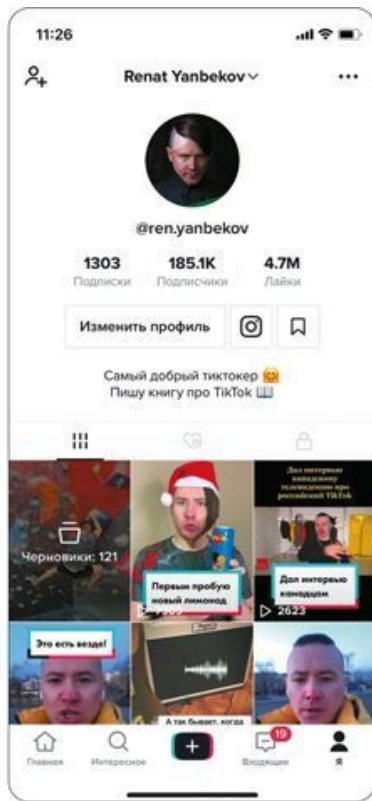 11:26
Renat Yanbekov
@ren.yanbekov
1303 185.1K 4.7M
Подписки Подписчики Лайки
Изменить профиль
Самый добрый тиктокер
Пишу книгу про TikTok
Черновики: 121
Первым пробую
новый лимонад
Дал интервью
канадскому
телевидению про
российский TikTok
Дал интервью
канадцам
2623
Это есть везде!
А так бывает, когда
19
Главная Интересное Входящие Я